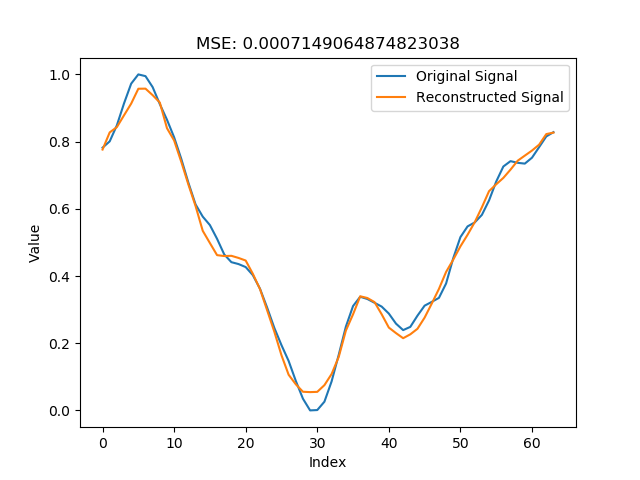 MSE: 0.0007149064874823038
Original Signal
Reconstructed Signal
1.0
0.8
0.6
0.4
0.2
0.0
Value
0 10 20 30 40 50 60
Index